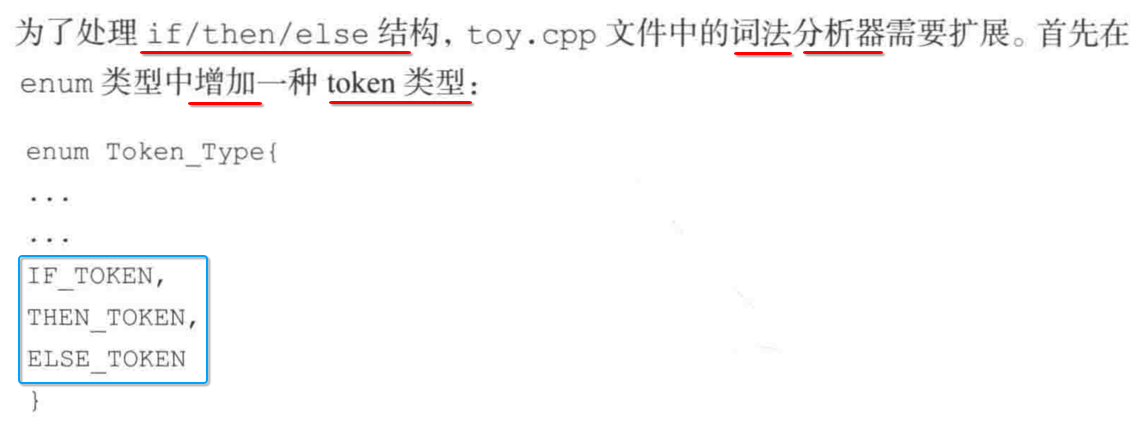 为了处理 if/then/else 结构，toy.cpp 文件中的词法分析器需要扩展。首先在
enum 类型中增加一种 token 类型：
enum Token_Type{
...
...
IF_TOKEN,
THEN_TOKEN,
ELSE_TOKEN
}